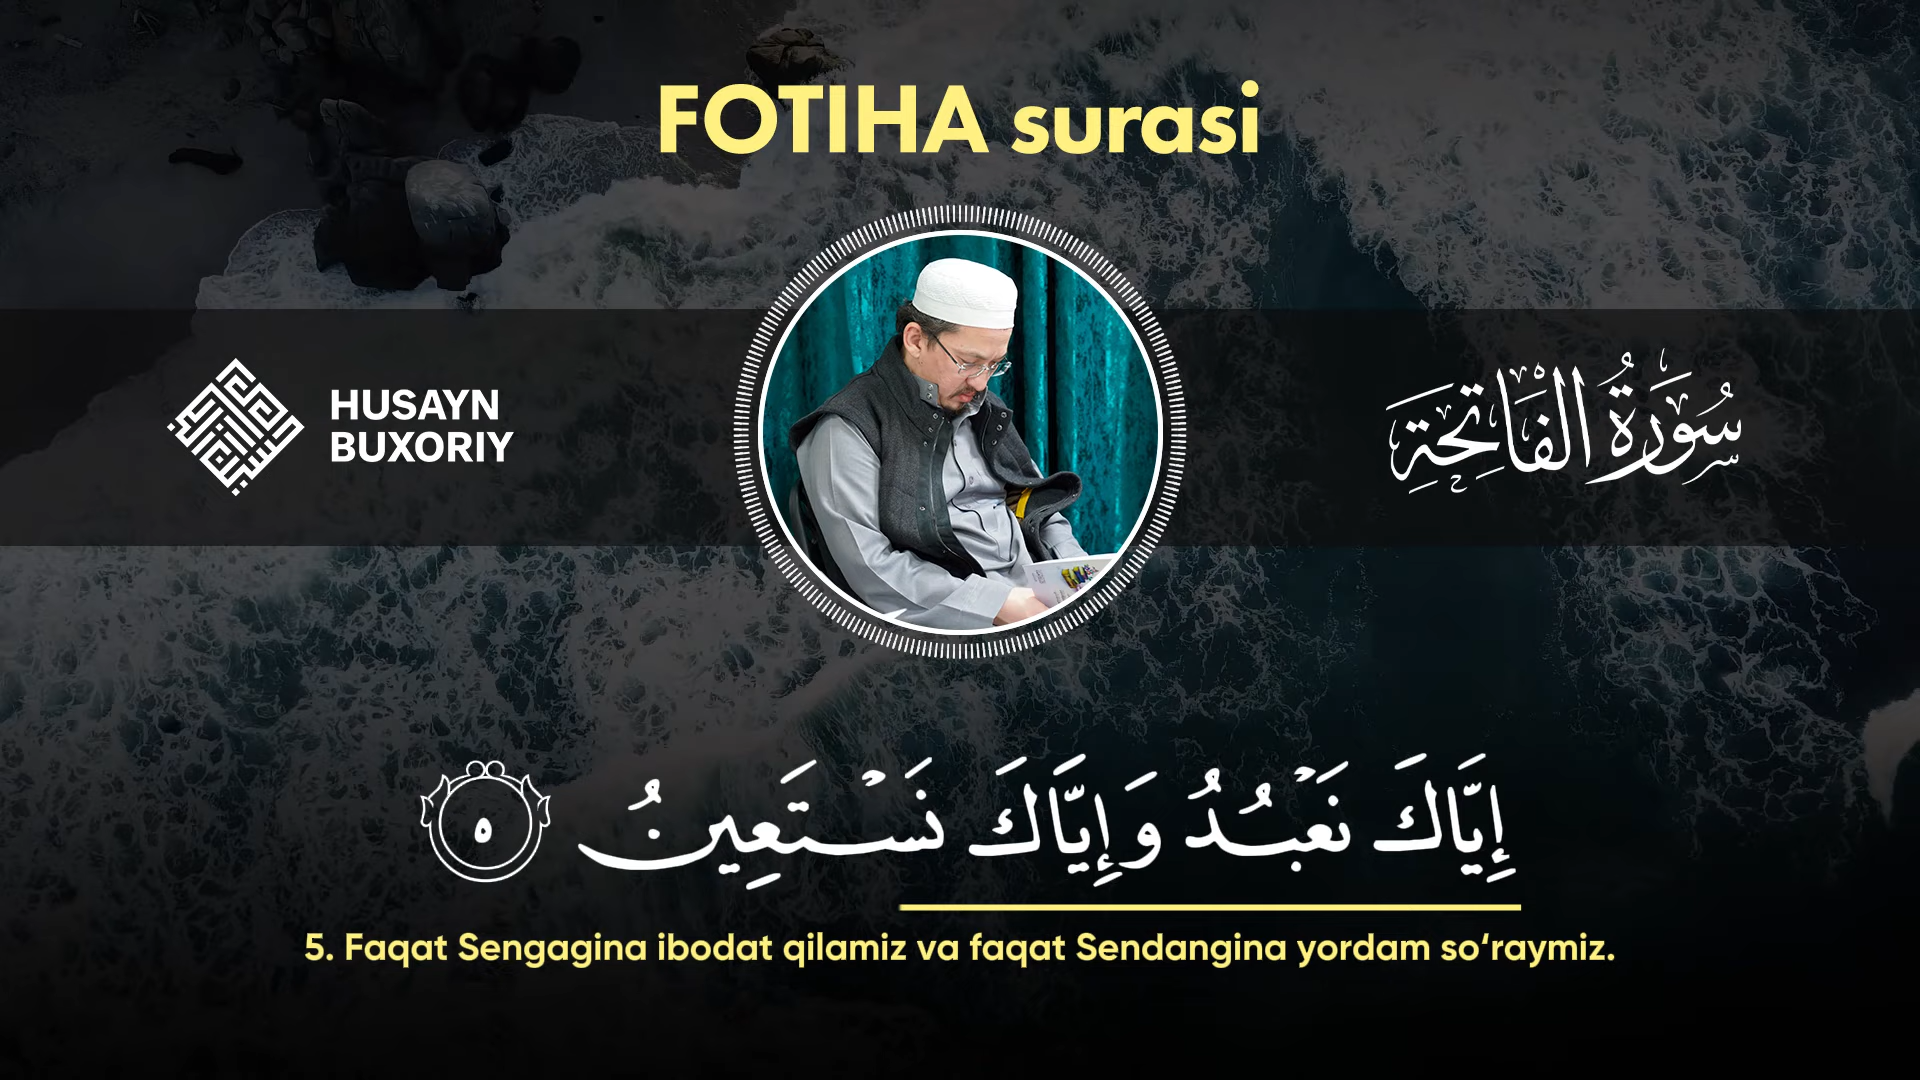 FOTIHA surasi
HUSAYN
BUXORIY
سُورَةُ الْفَاتِحَةِ
إِيَّاكَ نَعْبُدُ وَإِيَّاكَ نَسْتَعِينُ ٥
5. Faqat Sengagina ibodat qilamiz va faqat Sendangina yordam so‘raymiz.